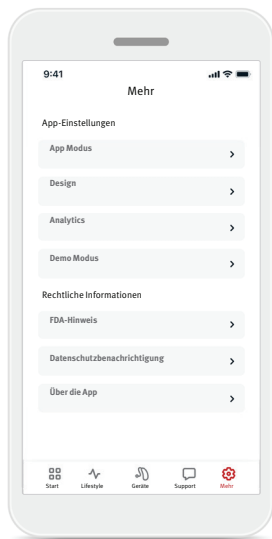 9:41
Mehr
App-Einstellungen
App Modus
Design
Analytics
Demo Modus
Rechtliche Informationen
FDA-Hinweis
Datenschutzbenachrichtigung
Über die App
Start Lifestyle Geräte Support Mehr